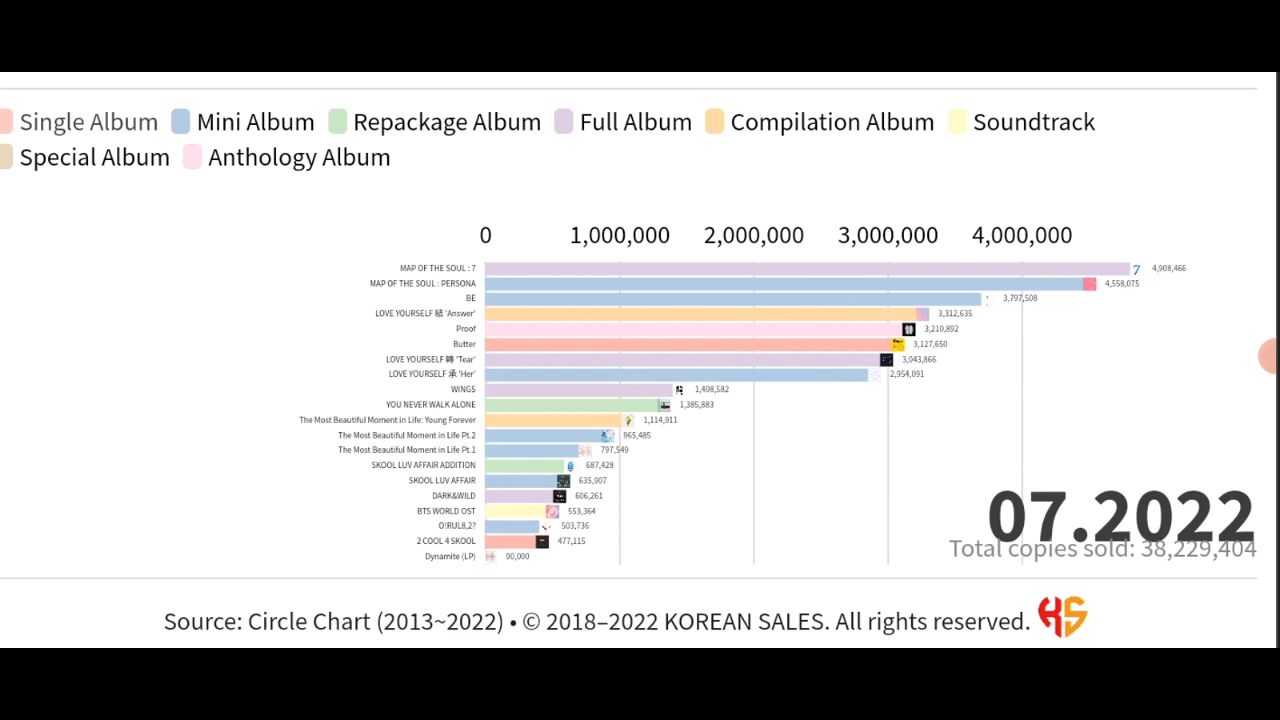 Single Album Mini Album Repackage Album Full Album Compilation Album Soundtrack
Special Album Anthology Album
0 1,000,000 2,000,000 3,000,000 4,000,000
MAP OF THE SOUL : 7 7 4,908,466
MAP OF THE SOUL : PERSONA 4,558,075
BE 3,797,508
LOVE YOURSELF 結 'Answer' 3,312,635
Proof 3,210,892
Butter 3,127,650
LOVE YOURSELF 轉 'Tear' 3,043,866
LOVE YOURSELF 承 'Her' 2,954,091
WINGS 1,498,582
YOU NEVER WALK ALONE 1,385,883
The Most Beautiful Moment in Life: Young Forever 1,114,911
The Most Beautiful Moment in Life Pt.2 965,485
The Most Beautiful Moment in Life Pt.1 797,549
SKOOL LUV AFFAIR ADDITION 687,428
SKOOL LUV AFFAIR 635,907
DARK&WILD 606,261
BTS WORLD OST 553,364
O!RUL8,2? 503,736
2 COOL 4 SKOOL 477,115
Dynamite (LP) 90,000
07.2022
Total copies sold: 38,229,404
Source: Circle Chart (2013~2022) • © 2018–2022 KOREAN SALES. All rights reserved. KS